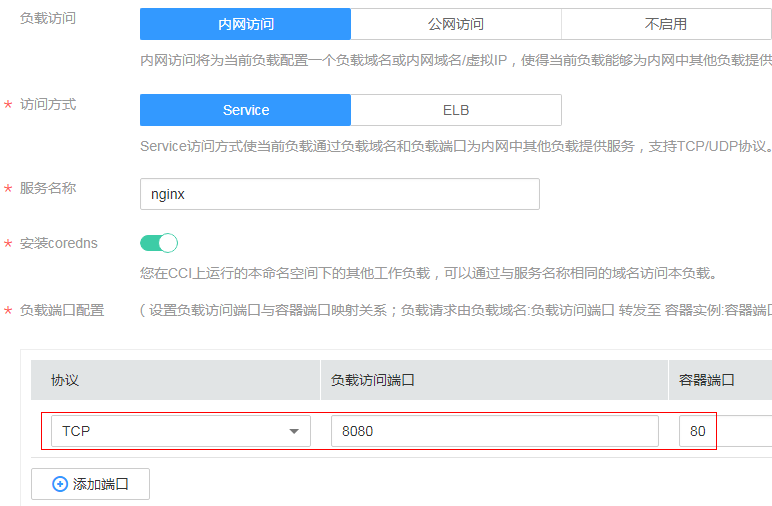 负载访问 内网访问 公网访问 不启用
内网访问将为当前负载配置一个负载域名或内网域名/虚拟IP，使得当前负载能够为内网中其他负载提供
* 访问方式 Service ELB
Service访问方式使当前负载通过负载域名和负载端口为内网中其他负载提供服务，支持TCP/UDP协议。
* 服务名称 nginx
* 安装coredns
您在CCI上运行的本命名空间下的其他工作负载，可以通过与服务名称相同的域名访问本负载。
* 负载端口配置 ( 设置负载访问端口与容器端口映射关系；负载请求由负载域名:负载访问端口 转发至 容器实例:容器端口
协议 负载访问端口 容器端口
TCP 8080 80
添加端口